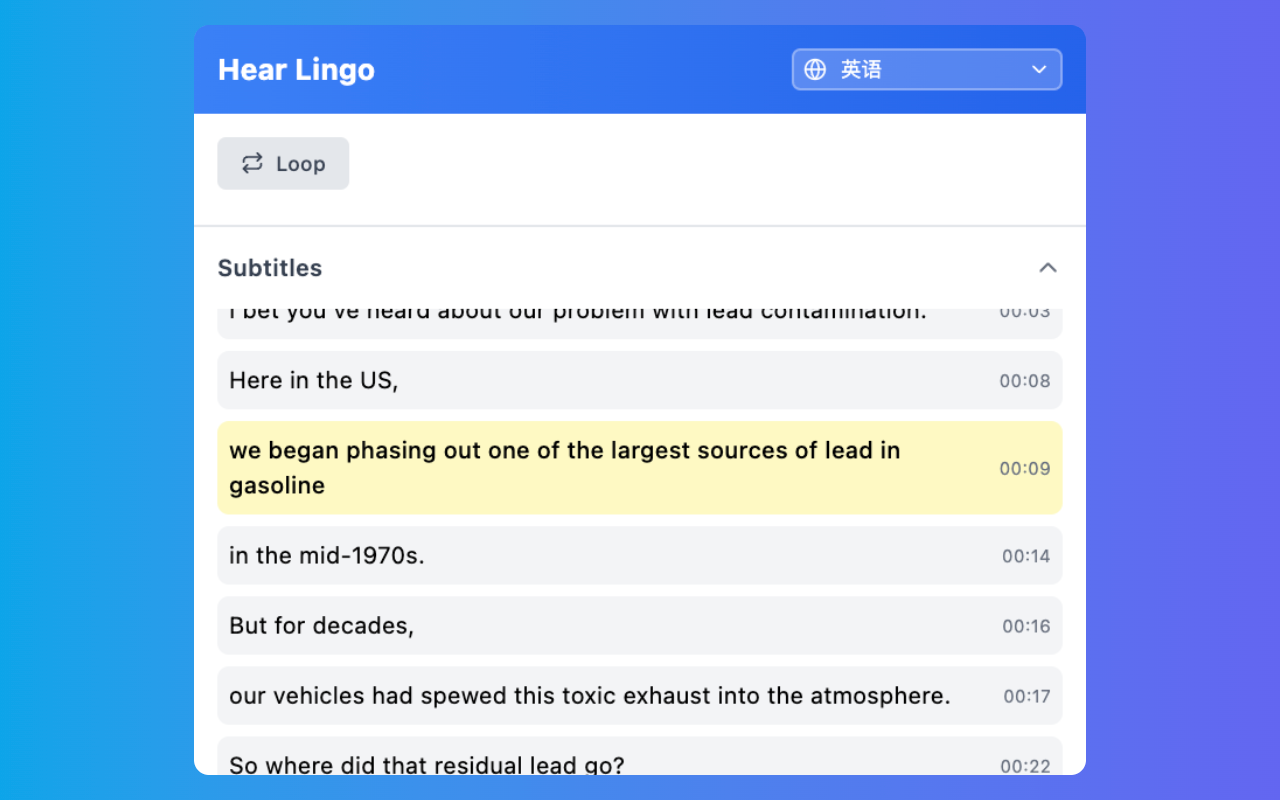 Hear Lingo
英语
Loop
Subtitles
I bet you've heard about our problem with lead contamination.
00:03
Here in the US,
00:08
we began phasing out one of the largest sources of lead in
gasoline
00:09
in the mid-1970s.
00:14
But for decades,
00:16
our vehicles had spewed this toxic exhaust into the atmosphere.
00:17
So where did that residual lead go?
00:22